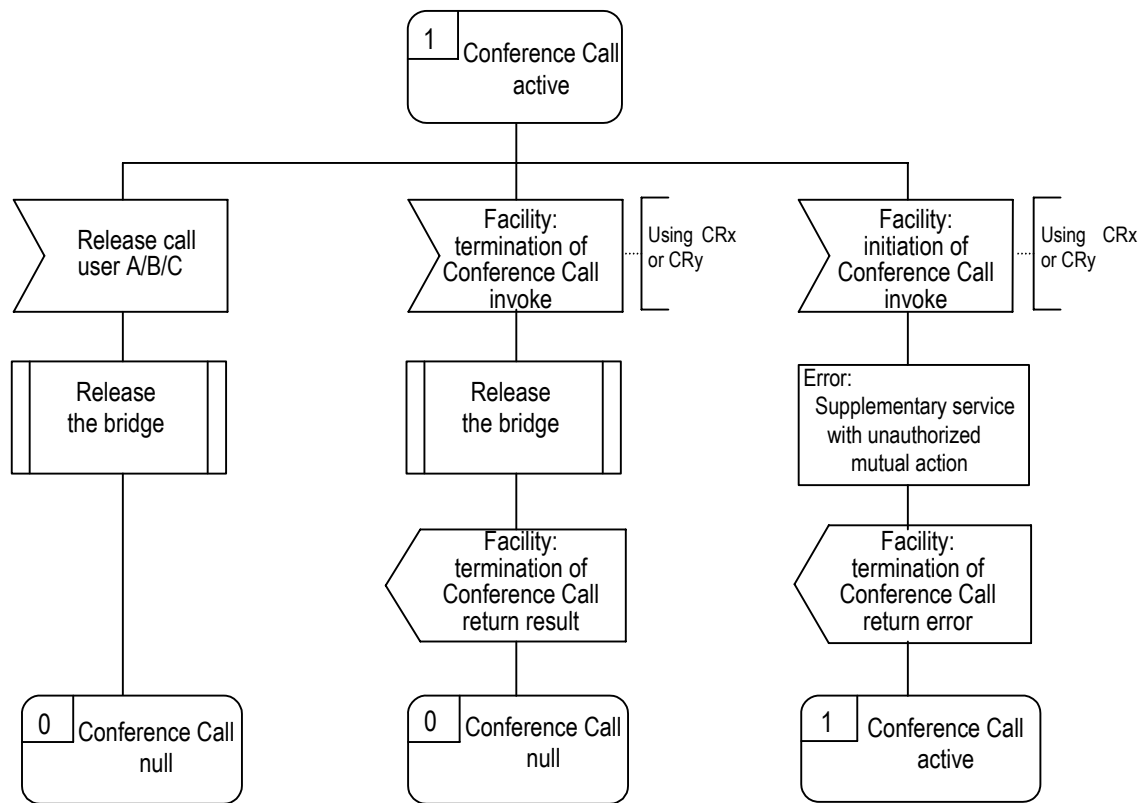 1
Conference Call
active
Release call
user A/B/C
Facility:
termination of
Conference Call
invoke
Using CRx
or CRy
Facility:
initiation of
Conference Call
invoke
Using CRx
or CRy
Release
the bridge
Release
the bridge
Error:
Supplementary service
with unauthorized
mutual action
Facility:
termination of
Conference Call
return result
Facility:
termination of
Conference Call
return error
0
Conference Call
null
0
Conference Call
null
1
Conference Call
active